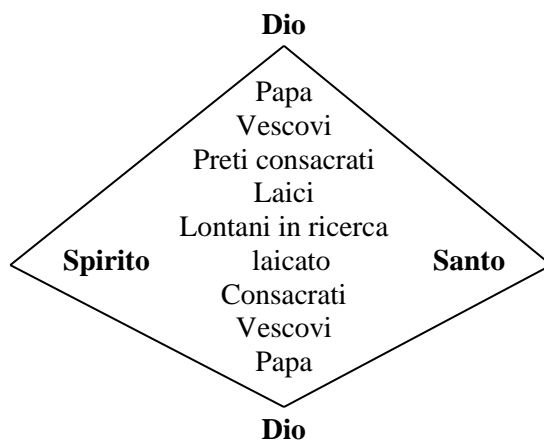 Dio
Papa
Vescovi
Preti consacrati
Laici
Lontani in ricerca
Spirito laicato Santo
Consacrati
Vescovi
Papa
Dio